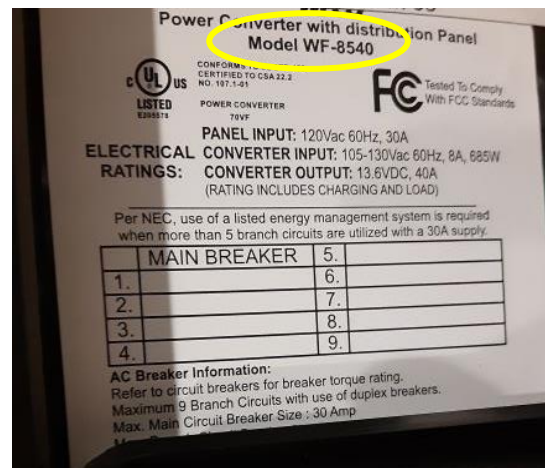 Power Converter with distribution Panel
Model WF-8540
C UL US
LISTED
E205578
CERTIFIED TO CSA 22.2
NO. 107.1-01
POWER CONVERTER
70VF
FC Tested To Comply
With FCC Standards
ELECTRICAL RATINGS:
PANEL INPUT: 120Vac 60Hz, 30A
CONVERTER INPUT: 105-130Vac 60Hz, 8A, 685W
CONVERTER OUTPUT: 13.6VDC, 40A
(RATING INCLUDES CHARGING AND LOAD)
Per NEC, use of a listed energy management system is required
when more than 5 branch circuits are utilized with a 30A supply.
MAIN BREAKER 5.
1. 6.
2. 7.
3. 8.
4. 9.
AC Breaker Information:
Refer to circuit breakers for breaker torque rating.
Maximum 9 Branch Circuits with use of duplex breakers.
Max. Main Circuit Breaker Size : 30 Amp